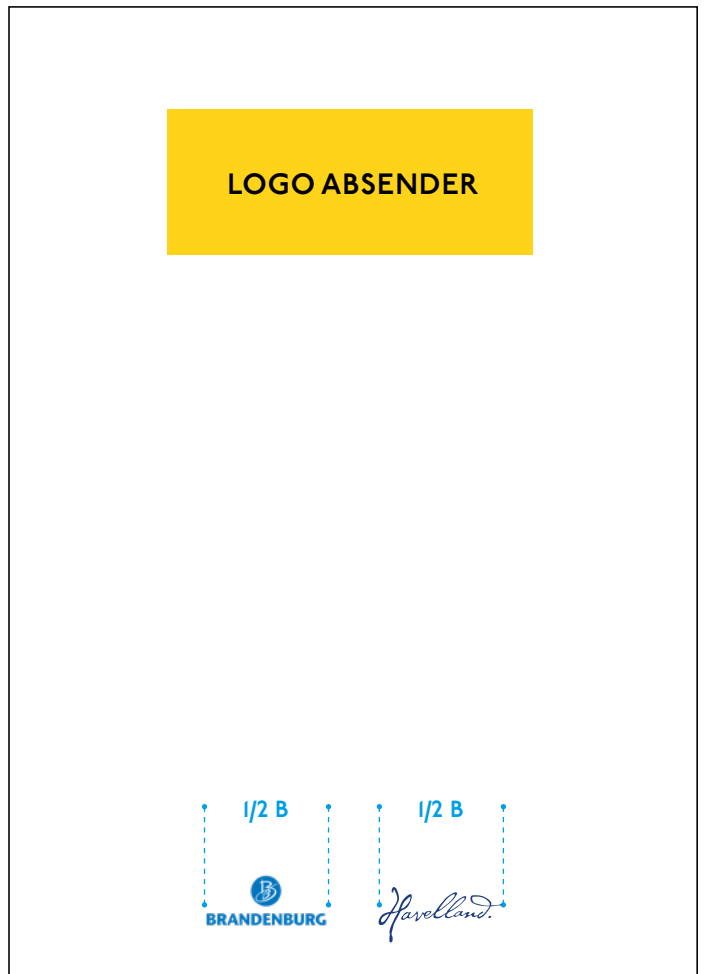 LOGO ABSENDER
1/2 B 1/2 B
B
BRANDENBURG
Havelland.